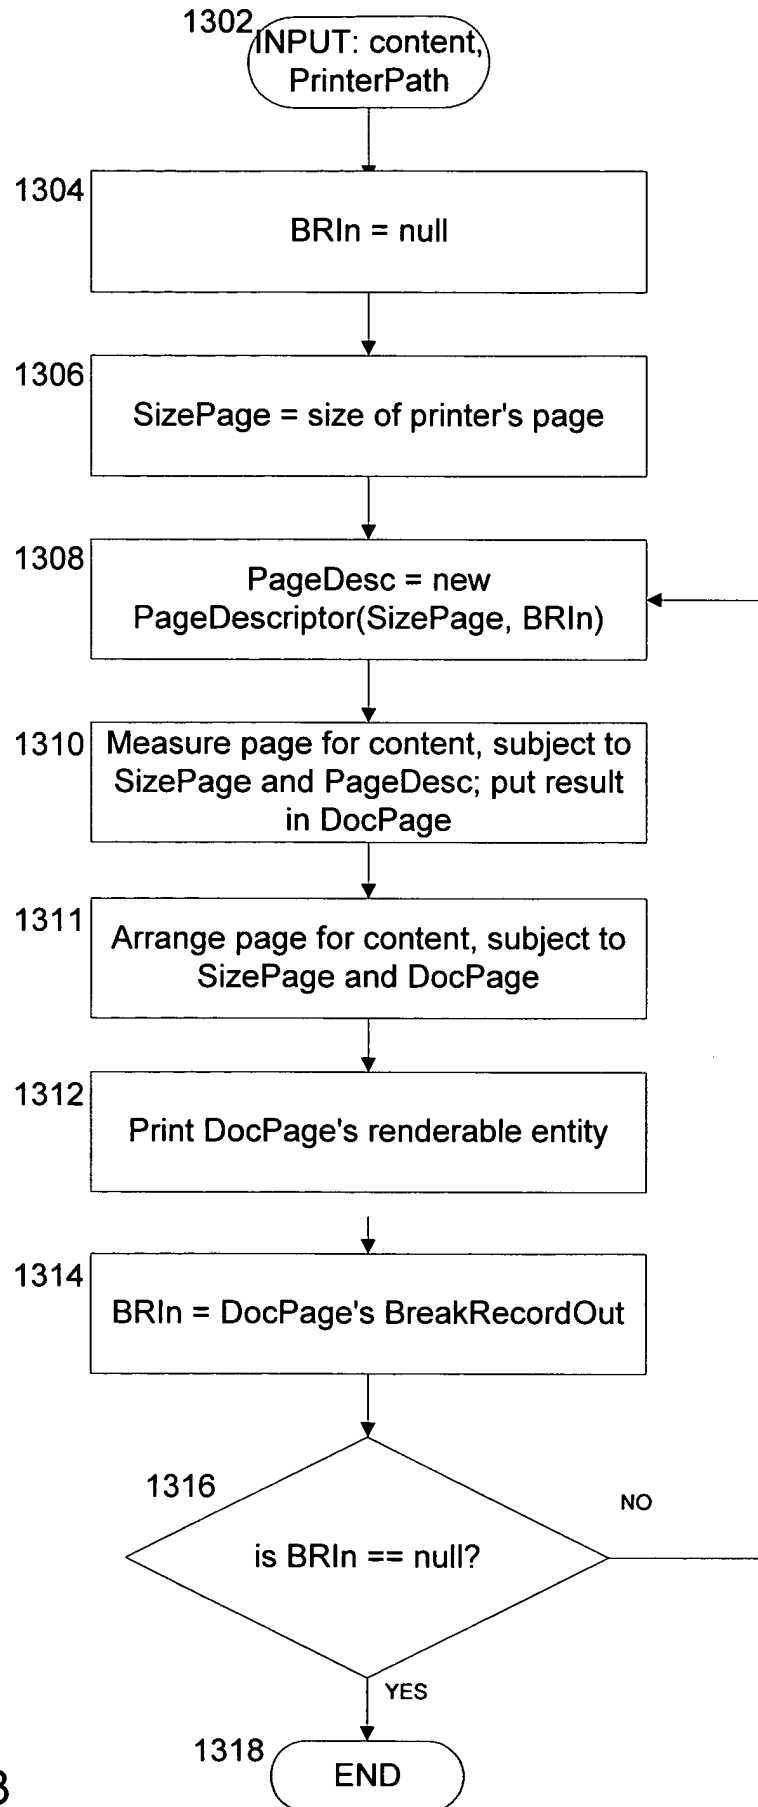 1302
INPUT: content,
PrinterPath
1304
BRIn = null
1306
SizePage = size of printer's page
1308
PageDesc = new
PageDescriptor(SizePage, BRIn)
1310
Measure page for content, subject to
SizePage and PageDesc; put result
in DocPage
1311
Arrange page for content, subject to
SizePage and DocPage
1312
Print DocPage's renderable entity
1314
BRIn = DocPage's BreakRecordOut
1316
NO
is BRIn == null?
YES
1318
END